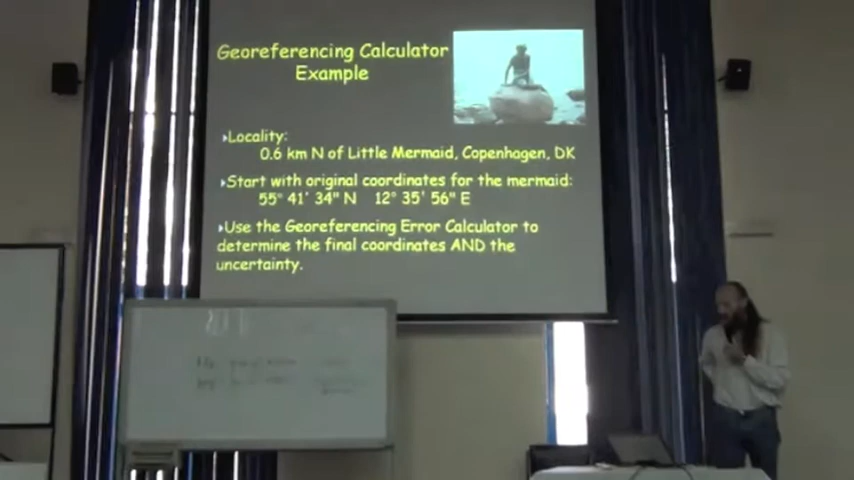 Georeferencing Calculator
Example
Locality:
0.6 km N of Little Mermaid, Copenhagen, DK
Start with original coordinates for the mermaid:
55° 41' 34" N 12° 35' 56" E
Use the Georeferencing Error Calculator to
determine the final coordinates AND the
uncertainty.